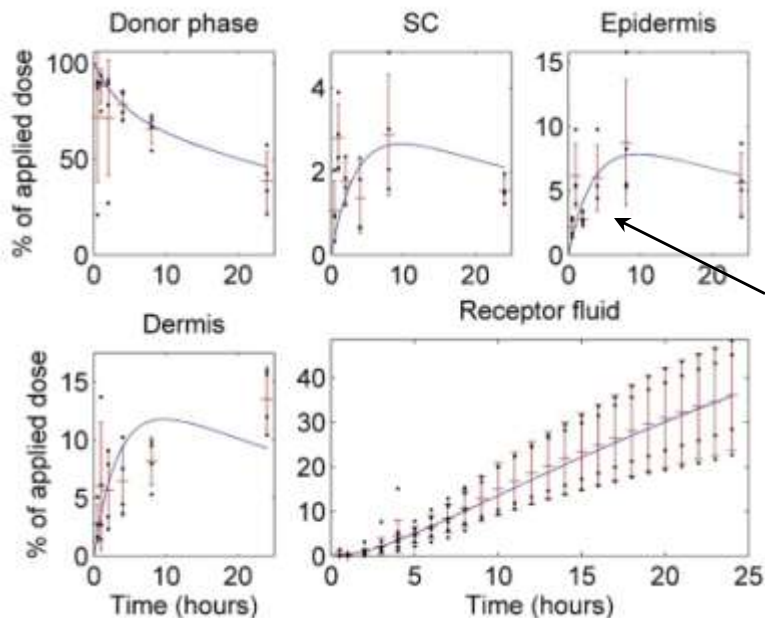 Donor phase
SC
Epidermis
% of applied dose
100
50
0
0 10 20
4
2
0
0 10 20
15
10
5
0
0 10 20
Dermis
Receptor fluid
% of applied dose
15
10
5
0
0 10 20
Time (hours)
40
30
20
10
0
0 5 10 15 20 25
Time (hours)